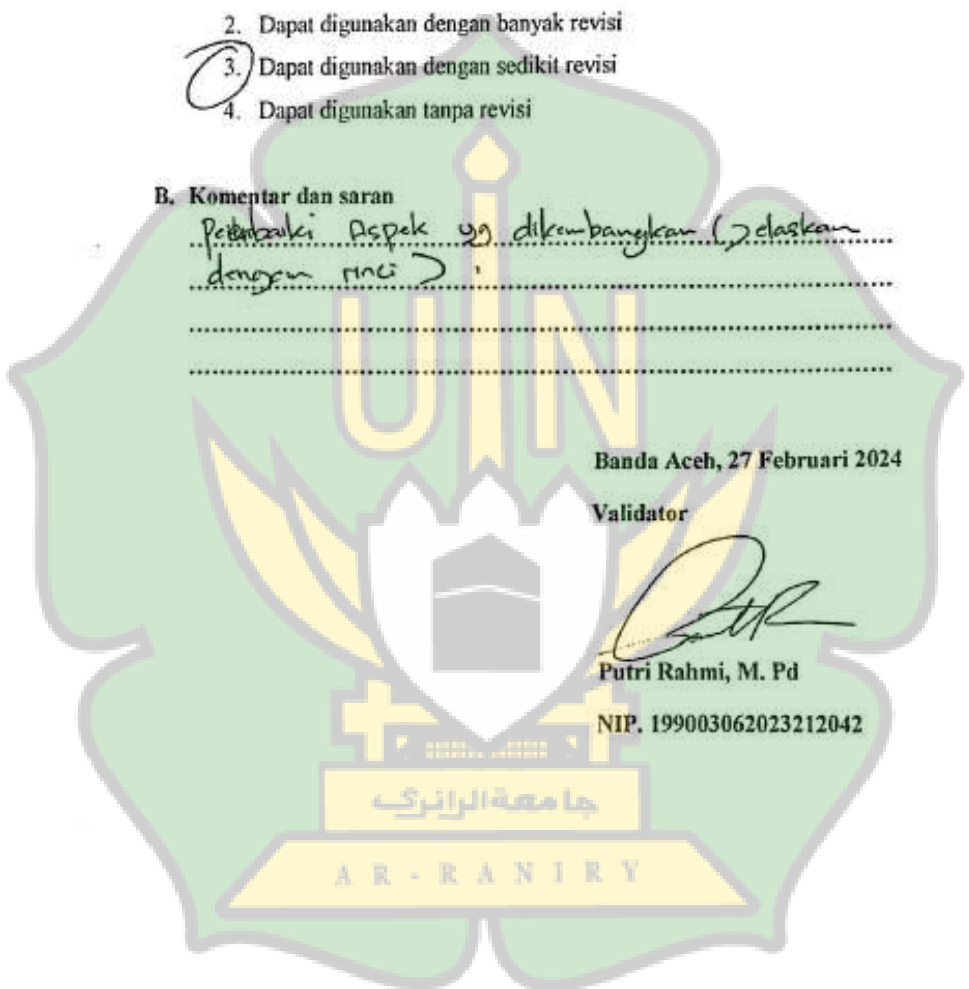 2. Dapat digunakan dengan banyak revisi
3. Dapat digunakan dengan sedikit revisi
4. Dapat digunakan tanpa revisi
B. Komentar dan saran
Perbaiki Aspek yg dikembangkan (Jelaskan
dengan rinci).
UIN
Banda Aceh, 27 Februari 2024
Validator
Putri Rahmi, M. Pd
NIP. 199003062023212042
جامعة الرانري
AR-RANIRY